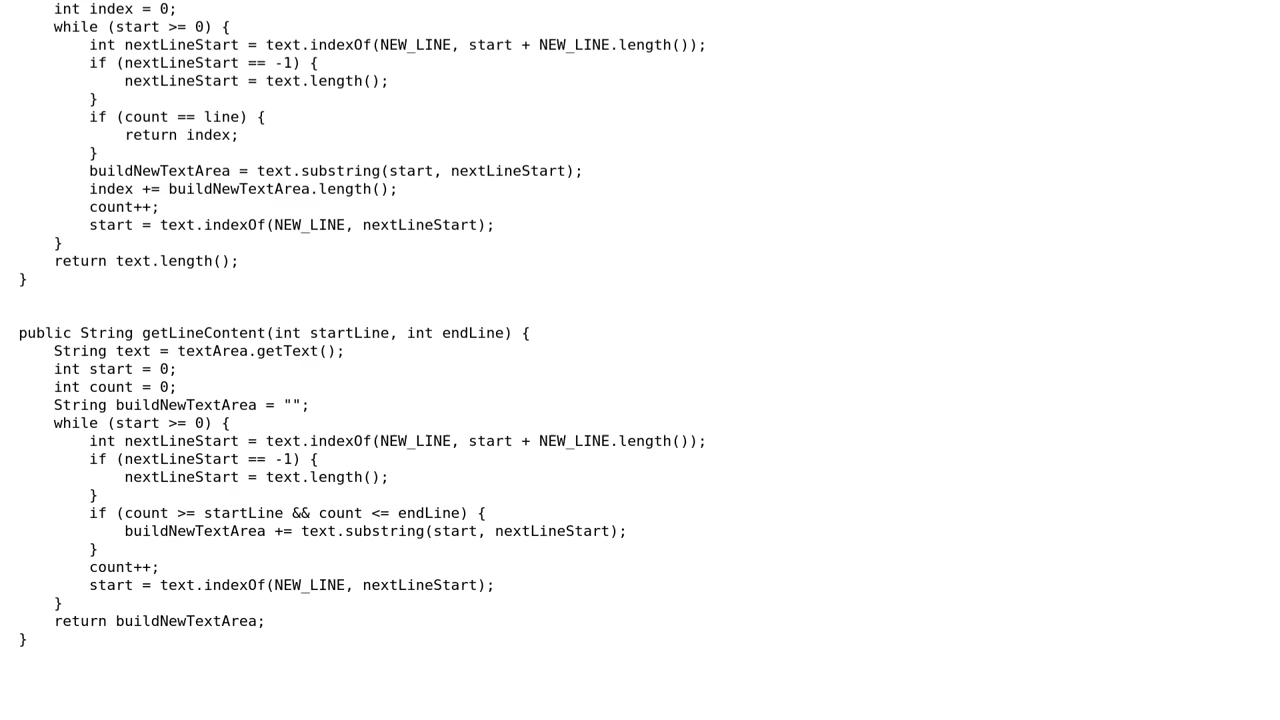 int index = 0;
    while (start >= 0) {
        int nextLineStart = text.indexOf(NEW_LINE, start + NEW_LINE.length());
        if (nextLineStart == -1) {
            nextLineStart = text.length();
        }
        if (count == line) {
            return index;
        }
        buildNewTextArea = text.substring(start, nextLineStart);
        index += buildNewTextArea.length();
        count++;
        start = text.indexOf(NEW_LINE, nextLineStart);
    }
    return text.length();
}

public String getLineContent(int startLine, int endLine) {
    String text = textArea.getText();
    int start = 0;
    int count = 0;
    String buildNewTextArea = "";
    while (start >= 0) {
        int nextLineStart = text.indexOf(NEW_LINE, start + NEW_LINE.length());
        if (nextLineStart == -1) {
            nextLineStart = text.length();
        }
        if (count >= startLine && count <= endLine) {
            buildNewTextArea += text.substring(start, nextLineStart);
        }
        count++;
        start = text.indexOf(NEW_LINE, nextLineStart);
    }
    return buildNewTextArea;
}